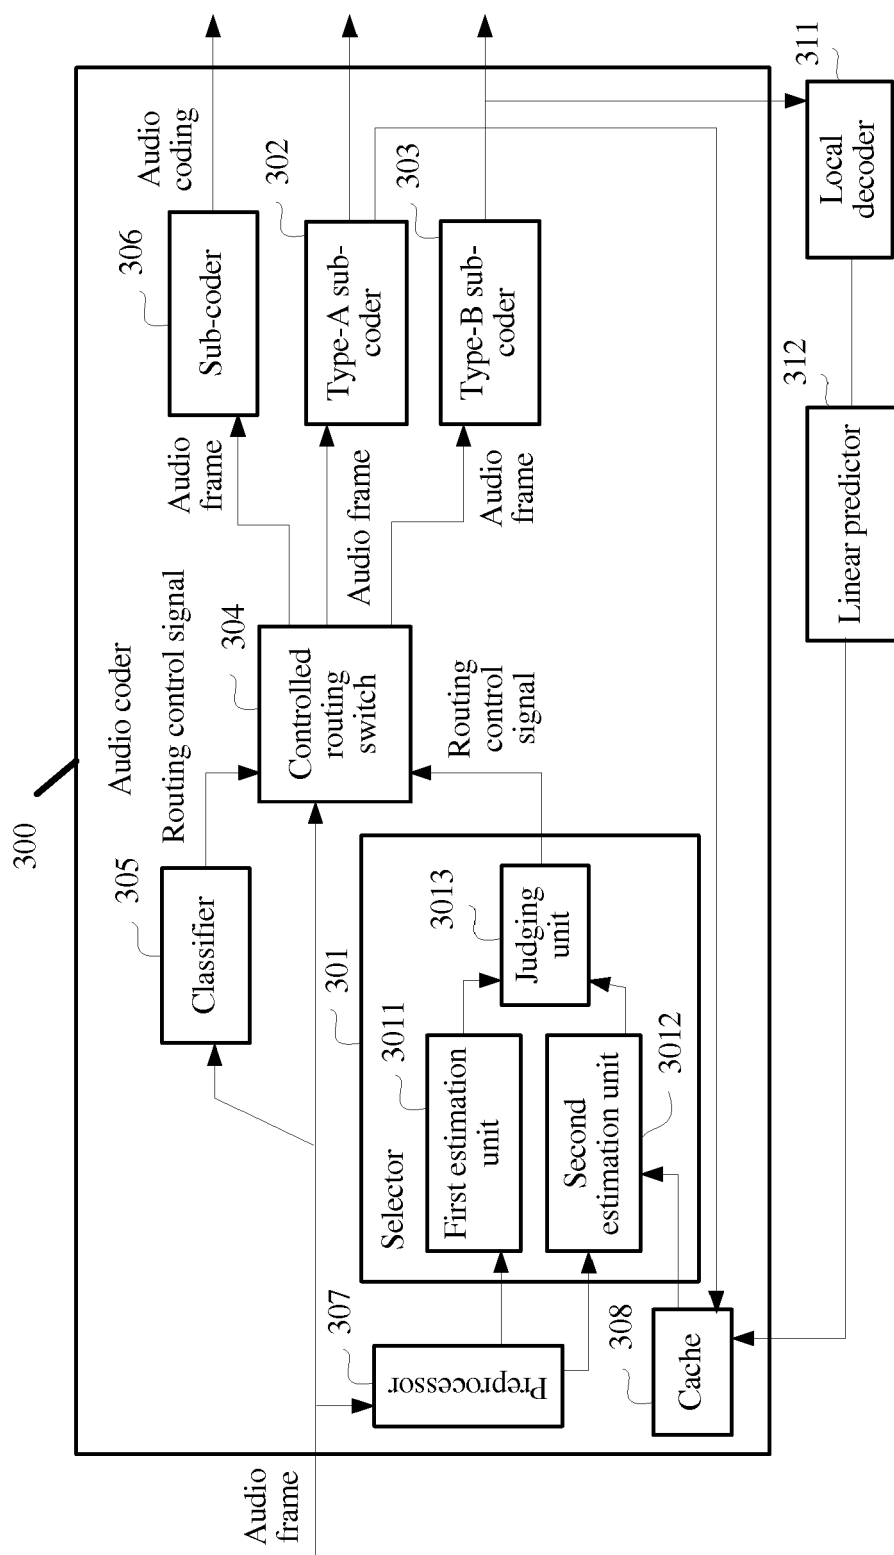 300
Audio coder
Audio
frame
307
Preprocessor
308
Cache
301
Selector
3011
First estimation
unit
3012
Second
estimation unit
3013
Judging
unit
305
Classifier
Routing control signal
304
Controlled
routing
switch
Routing
control
signal
Audio
frame
Audio frame
Audio
frame
306
Sub-coder
302
Type-A sub-
coder
303
Type-B sub-
coder
Audio
coding
311
Local
decoder
312
Linear predictor